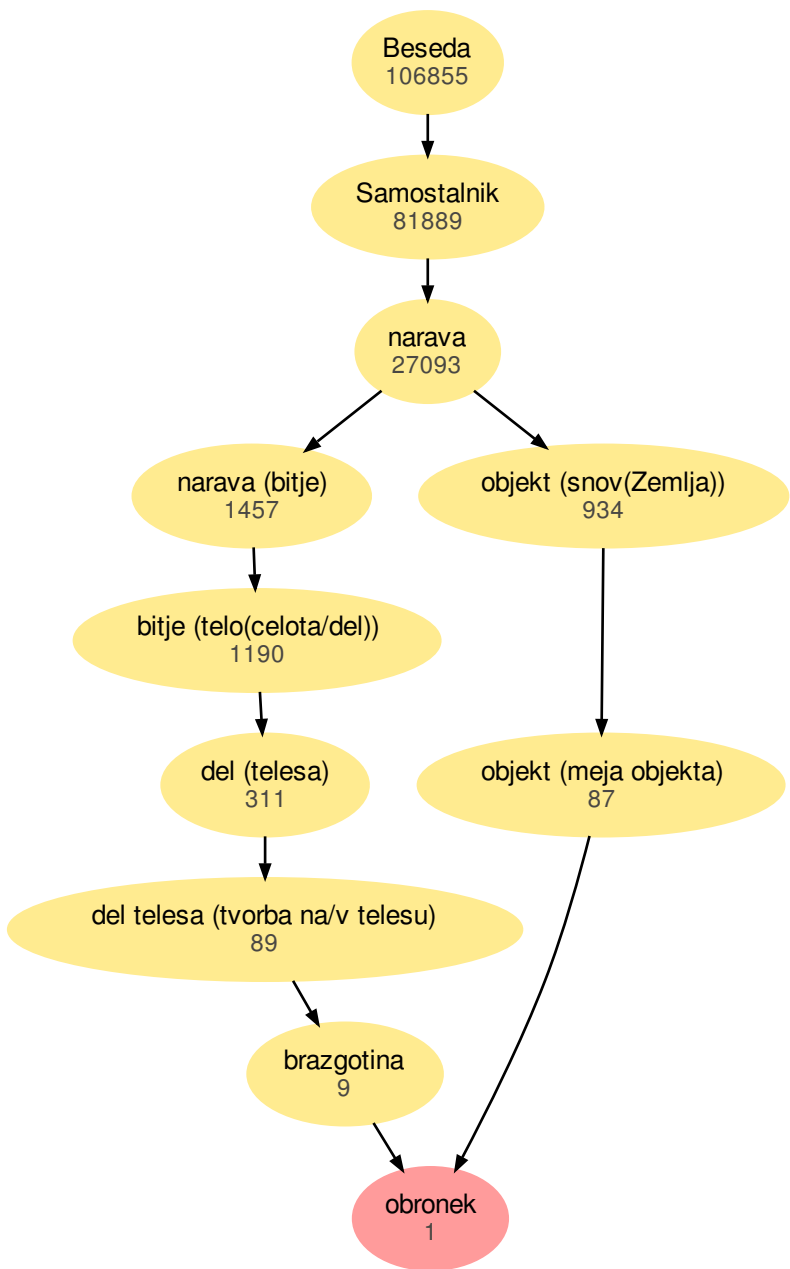 Beseda
106855
Samostalnik
81889
narava
27093
narava (bitje)
1457
objekt (snov(Zemlja))
934
bitje (telo(celota/del))
1190
del (telesa)
311
objekt (meja objekta)
87
del telesa (tvorba na/v telesu)
89
brazgotina
9
obronek
1